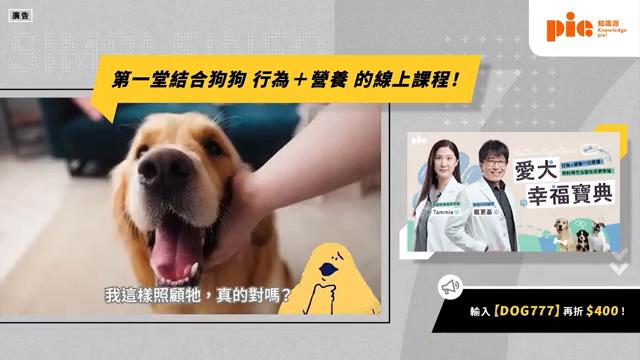 廣告
pie
知識派
Knowledge
pie!
第一堂結合狗狗 行為＋營養 的線上課程！
pie
愛犬
幸福寶典
Tammie
戴更基
我這樣照顧牠，真的對嗎？
輸入【DOG777】再折 $400！